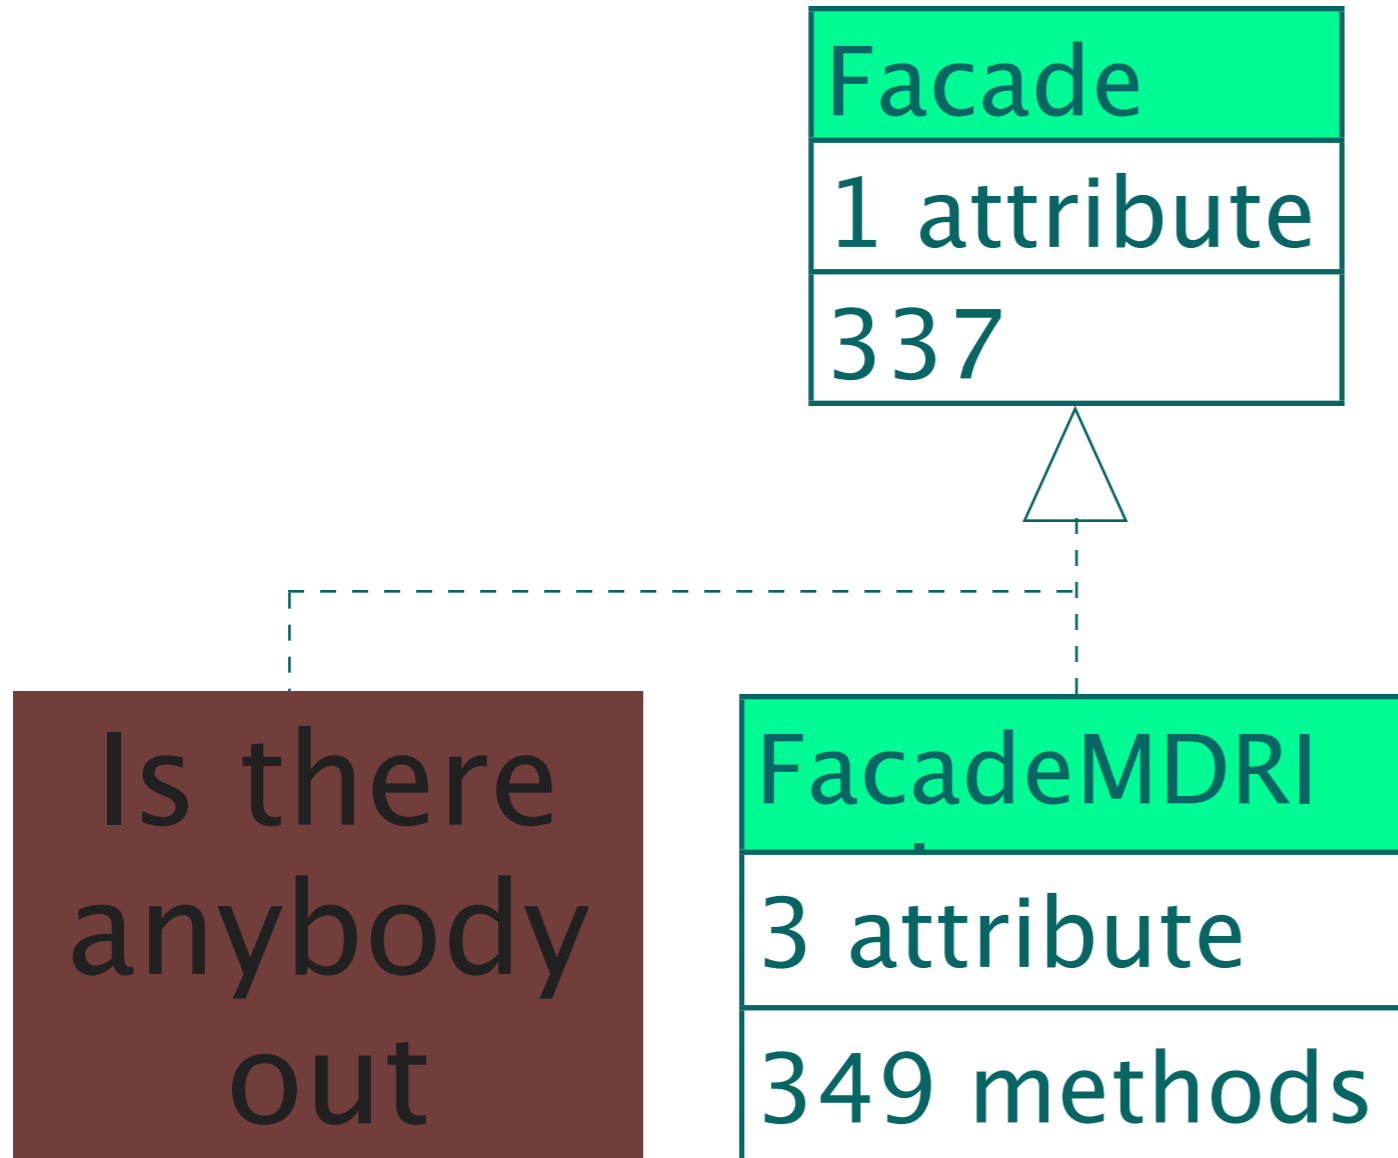 Facade
1 attribute
337
Is there
anybody
out
FacadeMDRI
3 attribute
349 methods